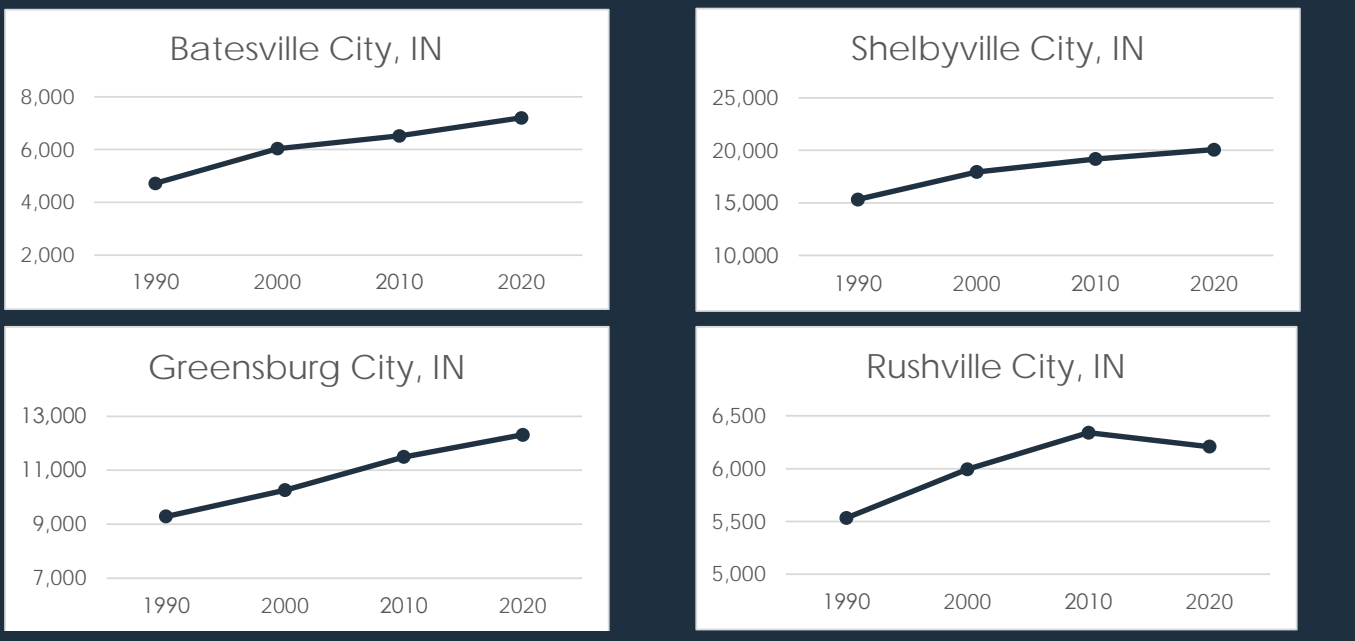 Batesville City, IN
8,000
6,000
4,000
2,000
1990 2000 2010 2020
Shelbyville City, IN
25,000
20,000
15,000
10,000
1990 2000 2010 2020
Greensburg City, IN
13,000
11,000
9,000
7,000
1990 2000 2010 2020
Rushville City, IN
6,500
6,000
5,500
5,000
1990 2000 2010 2020